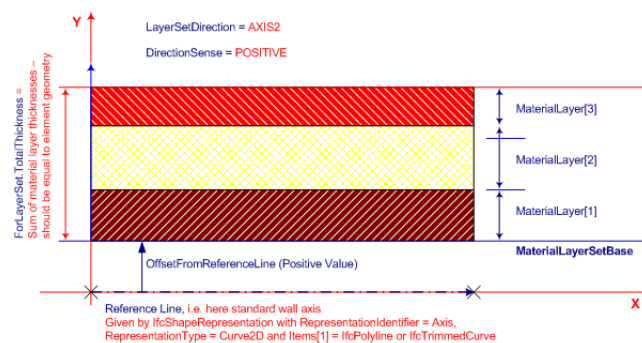 Y
LayerSetDirection = AXIS2
DirectionSense = POSITIVE
ForLayerSet.TotalThickness =
Sum of material layer thicknesses –
should be equal to element geometry
MaterialLayer[3]
MaterialLayer[2]
MaterialLayer[1]
MaterialLayerSetBase
OffsetFromReferenceLine (Positive Value)
X
Reference Line, i.e. here standard wall axis
Given by IfcShapeRepresentation with RepresentationIdentifier = Axis,
RepresentationType = Curve2D and Items[1] = IfcPolyline or IfcTrimmedCurve